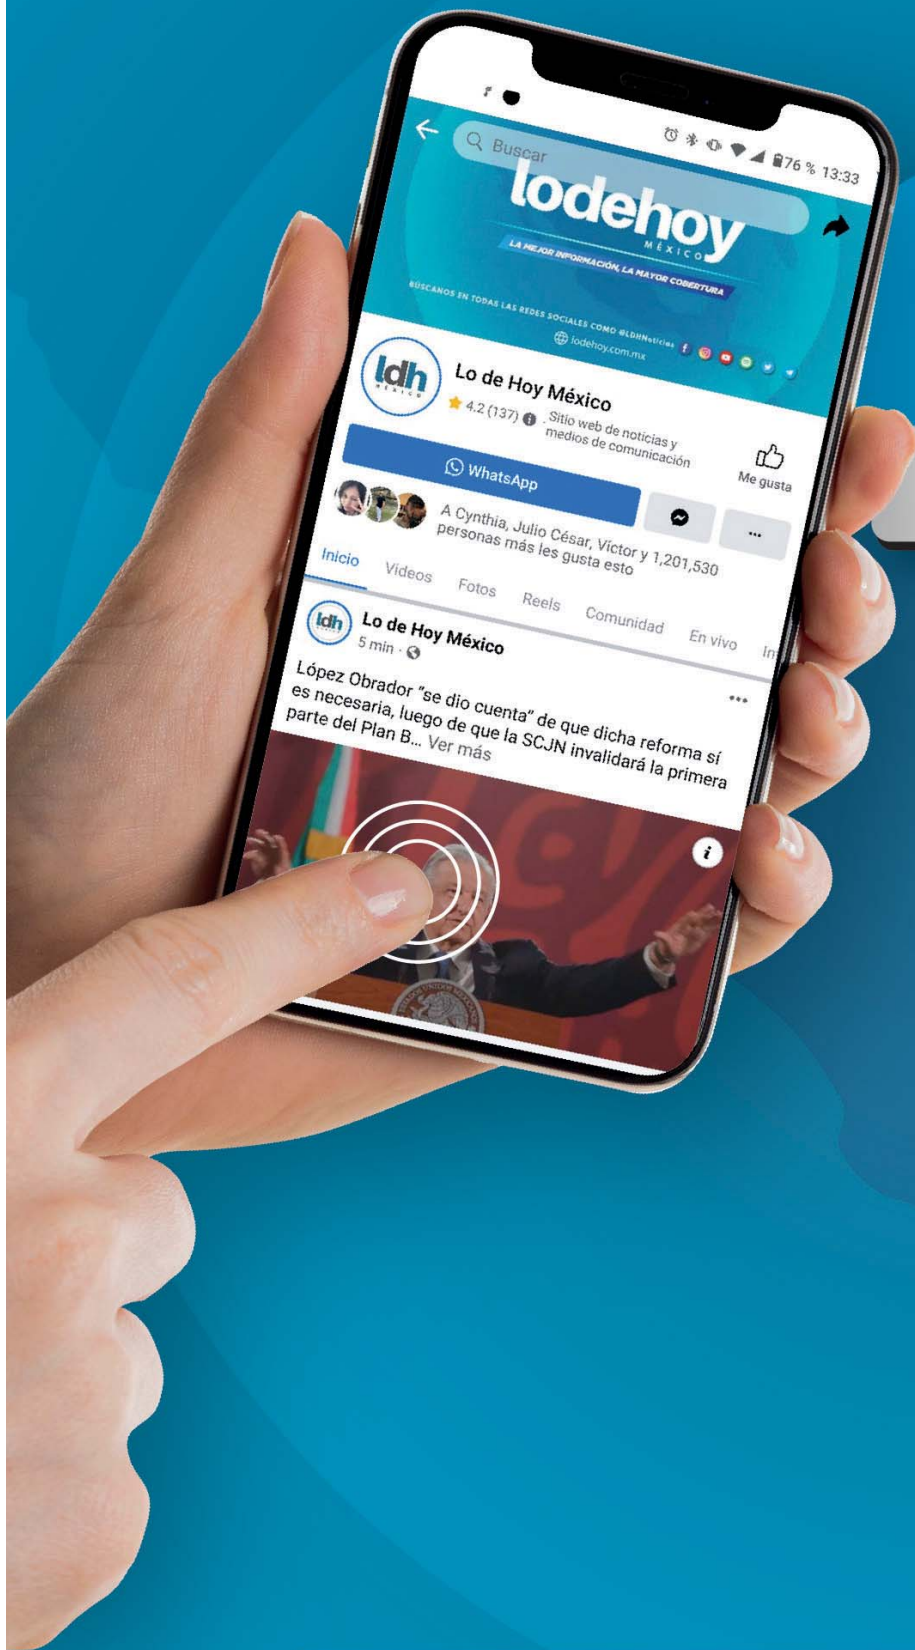 76 % 13:33
Buscar
lodehoy
MÉXICO
LA MEJOR INFORMACIÓN, LA MAYOR COBERTURA
BÚSCANOS EN TODAS LAS REDES SOCIALES COMO @LDHNoticias
lodehoy.com.mx
ldh
MÉXICO
Lo de Hoy México
4.2 (137) . Sitio web de noticias y
medios de comunicación
Me gusta
WhatsApp
A Cynthia, Julio César, Víctor y 1,201,530
personas más les gusta esto
Inicio Videos Fotos Reels Comunidad En vivo In
ldh
Lo de Hoy México
5 min ·
López Obrador "se dio cuenta" de que dicha reforma sí
es necesaria, luego de que la SCJN invalidará la primera
parte del Plan B... Ver más